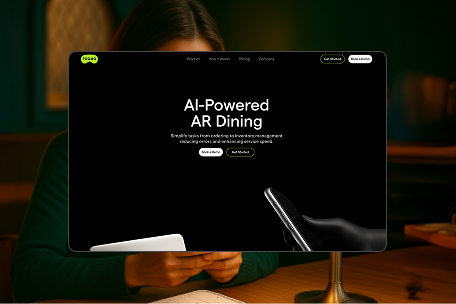 Product How it Works Pricing Company
Get Started Book a Demo
AI-Powered
AR Dining
Simplify tasks from ordering to inventory management
reducing errors and enhancing service speed.
Book a Demo Get Started